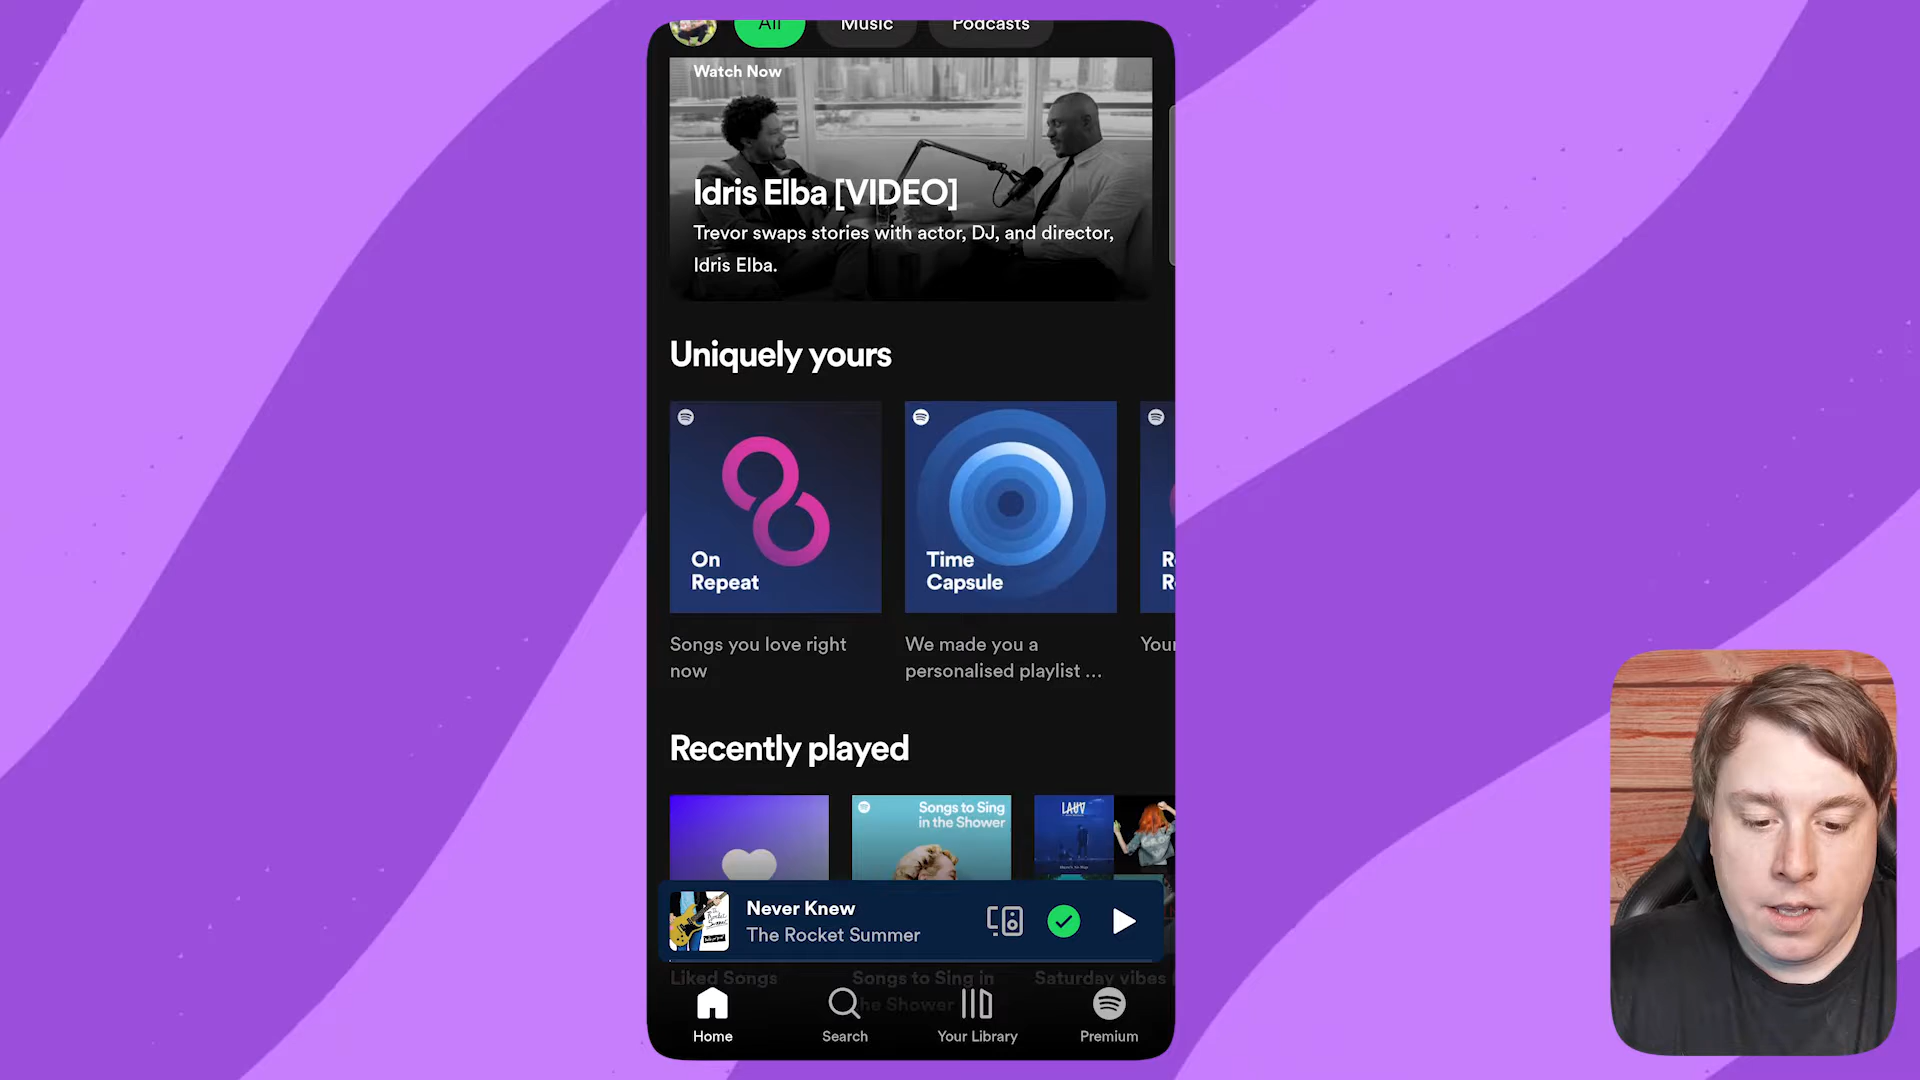 All
Music
Podcasts
Watch Now
Idris Elba [VIDEO]
Trevor swaps stories with actor, DJ, and director,
Idris Elba.
Uniquely yours
On
Repeat
Time
Capsule
Songs you love right
now
We made you a
personalised playlist ...
Recently played
Songs to Sing
in the Shower
LAUV
Never Knew
The Rocket Summer
Liked Songs
Songs to Sing in
the Shower
Saturday vibes
Home
Search
Your Library
Premium